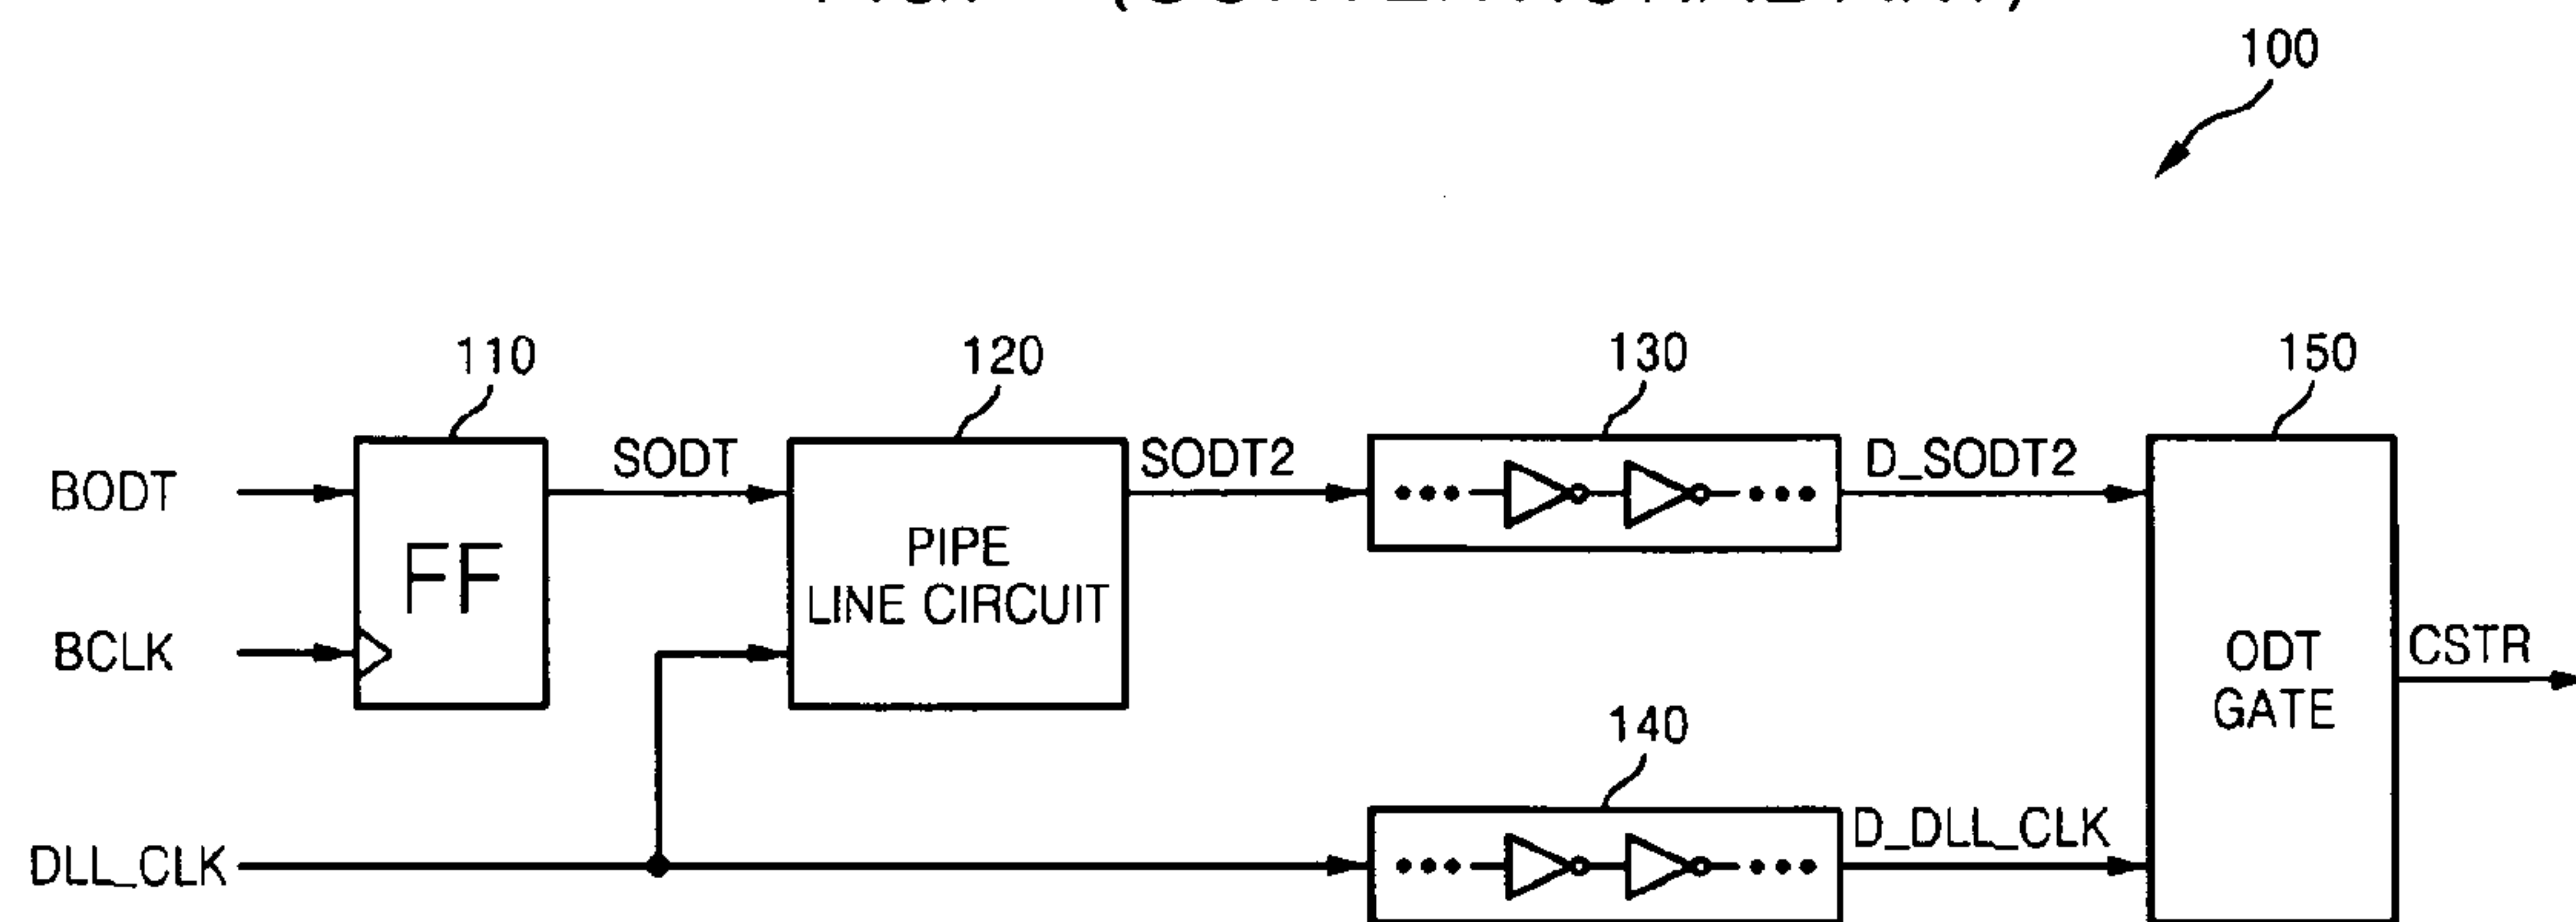 100
110
120
130
150
BODT
SODT
SODT2
D_SODT2
FF
PIPE
LINE CIRCUIT
BCLK
ODT
GATE
CSTR
140
DLL_CLK
D_DLL_CLK